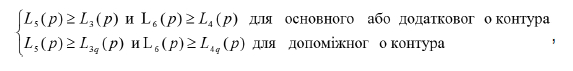 L₅(p) ≥ L₃(p) и L₆(p) ≥ L₄(p) для основного або додатковог о контура
L₅(p) ≥ L₃q(p) и L₆(p) ≥ L₄q(p) для допоміжног о контура ,